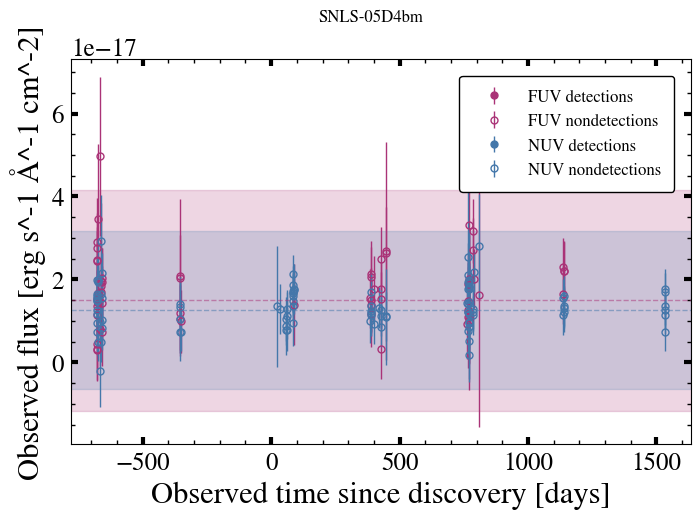 SNLS-05D4bm
1e−17
FUV detections
FUV nondetections
NUV detections
NUV nondetections
6
4
2
0
Observed flux [erg s^-1 Å^-1 cm^-2]
−500
0
500
1000
1500
Observed time since discovery [days]